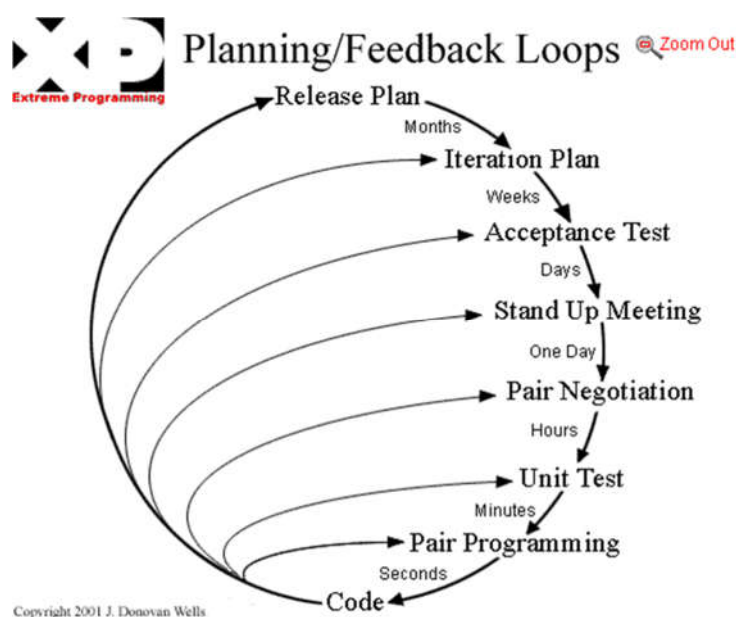 XP
Extreme Programming
Planning/Feedback Loops
Zoom Out
Release Plan
Months
Iteration Plan
Weeks
Acceptance Test
Days
Stand Up Meeting
One Day
Pair Negotiation
Hours
Unit Test
Minutes
Pair Programming
Seconds
Code
Copyright 2001 J. Donovan Wells